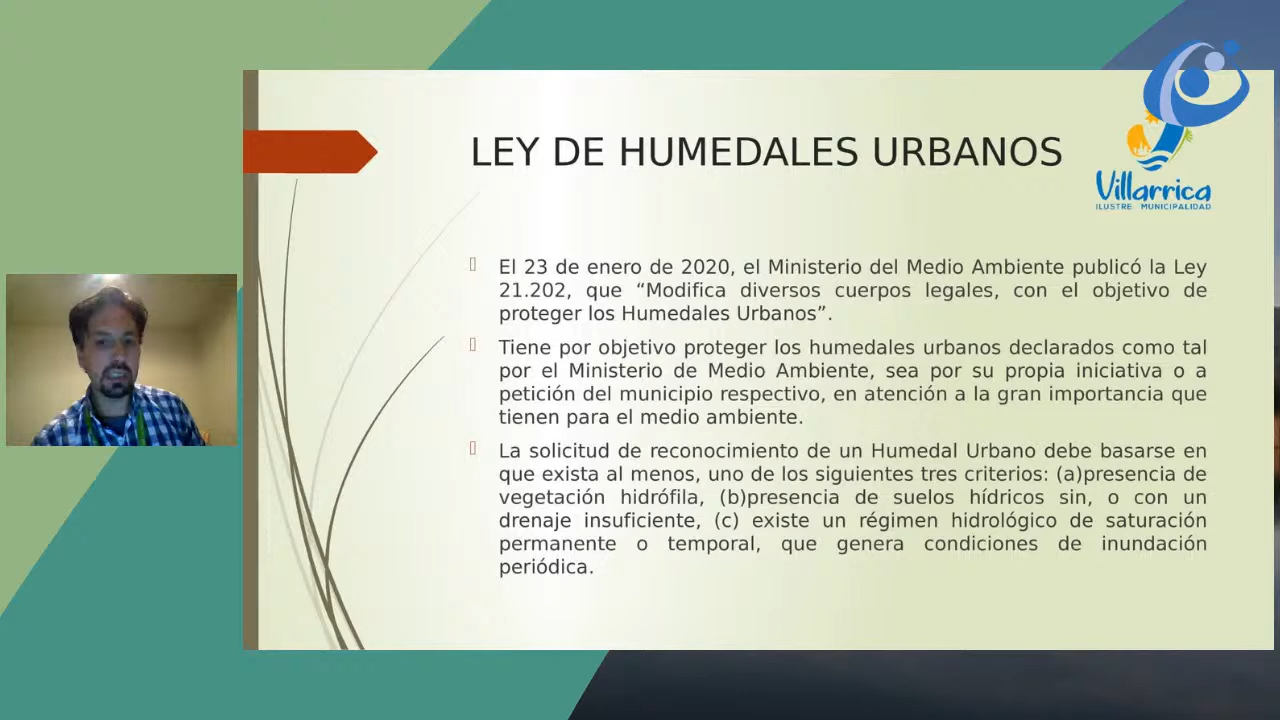 LEY DE HUMEDALES URBANOS
Villarrica
ILUSTRE MUNICIPALIDAD
El 23 de enero de 2020, el Ministerio del Medio Ambiente publicó la Ley
21.202, que “Modifica diversos cuerpos legales, con el objetivo de
proteger los Humedales Urbanos”.
Tiene por objetivo proteger los humedales urbanos declarados como tal
por el Ministerio de Medio Ambiente, sea por su propia iniciativa o a
petición del municipio respectivo, en atención a la gran importancia que
tienen para el medio ambiente.
La solicitud de reconocimiento de un Humedal Urbano debe basarse en
que exista al menos, uno de los siguientes tres criterios: (a)presencia de
vegetación hidrófila, (b)presencia de suelos hídricos sin, o con un
drenaje insuficiente, (c) existe un régimen hidrológico de saturación
permanente o temporal, que genera condiciones de inundación
periódica.